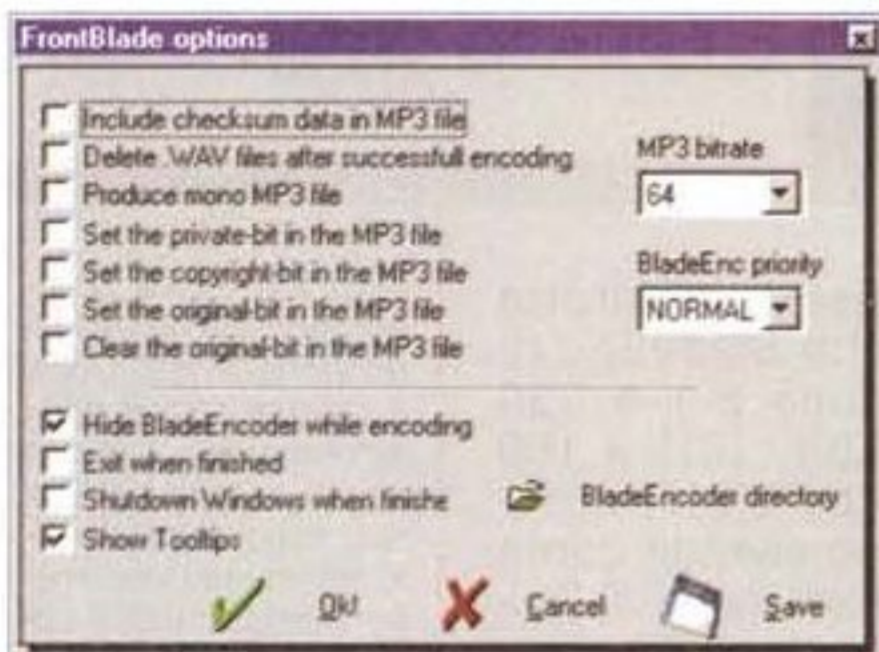 FrontBlade options
Include checksum data in MP3 file
Delete .WAV files after successfull encoding
Produce mono MP3 file
Set the private-bit in the MP3 file
Set the copyright-bit in the MP3 file
Set the original-bit in the MP3 file
Clear the original-bit in the MP3 file
MP3 bitrate
64
BladeEnc priority
NORMAL
Hide BladeEncoder while encoding
Exit when finished
Shutdown Windows when finishe
Show Tooltips
BladeEncoder directory
Ok!
Cancel
Save